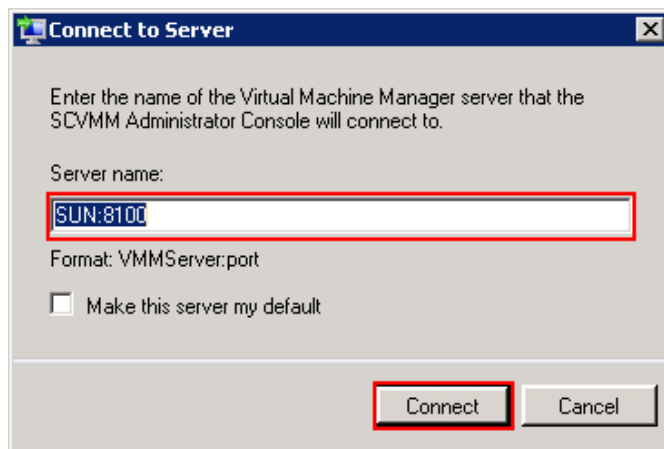 Connect to Server
Enter the name of the Virtual Machine Manager server that the
SCVMM Administrator Console will connect to.
Server name:
SUN:8100
Format: VMMServer:port
Make this server my default
Connect
Cancel